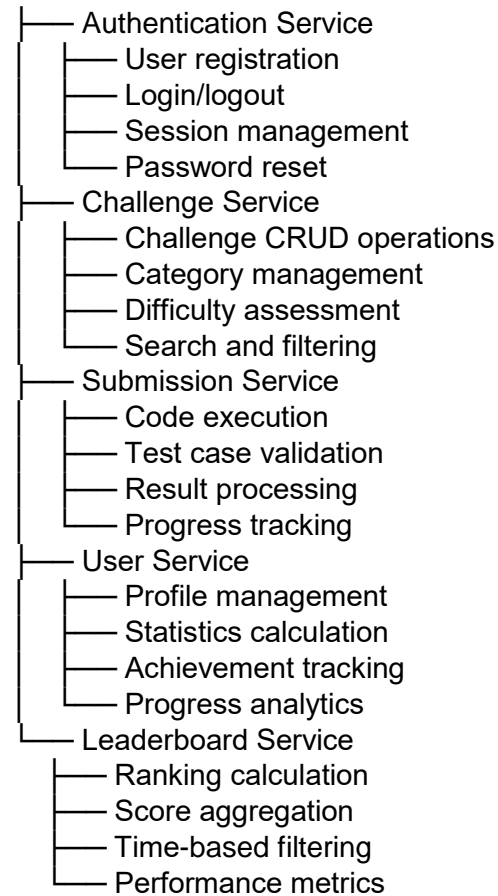 ├── Authentication Service
│ ├── User registration
│ ├── Login/logout
│ ├── Session management
│ └── Password reset
├── Challenge Service
│ ├── Challenge CRUD operations
│ ├── Category management
│ ├── Difficulty assessment
│ └── Search and filtering
├── Submission Service
│ ├── Code execution
│ ├── Test case validation
│ ├── Result processing
│ └── Progress tracking
├── User Service
│ ├── Profile management
│ ├── Statistics calculation
│ ├── Achievement tracking
│ └── Progress analytics
└── Leaderboard Service
├── Ranking calculation
├── Score aggregation
├── Time-based filtering
└── Performance metrics